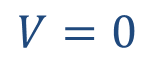 V = 0